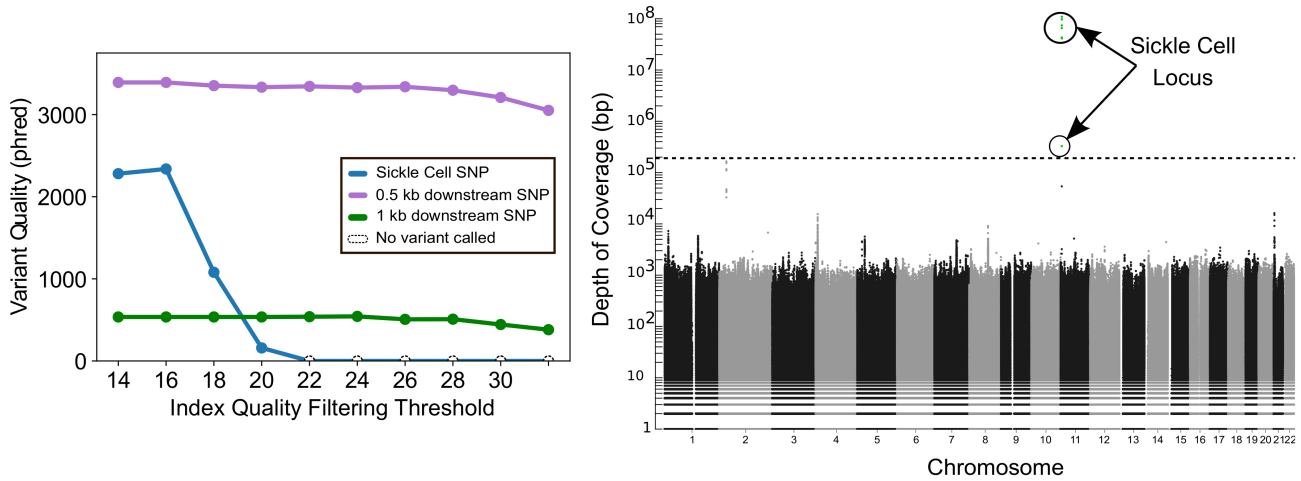 Variant Quality (phred)
3000
2000
1000
0
14 16 18 20 22 24 26 28 30
Index Quality Filtering Threshold
Sickle Cell SNP
0.5 kb downstream SNP
1 kb downstream SNP
No variant called
Depth of Coverage (bp)
10^8
10^7
10^6
10^5
10^4
10^3
10^2
10
1
Sickle Cell
Locus
1 2 3 4 5 6 7 8 9 10 11 12 13 14 15 16 17 18 19 20 21 22
Chromosome